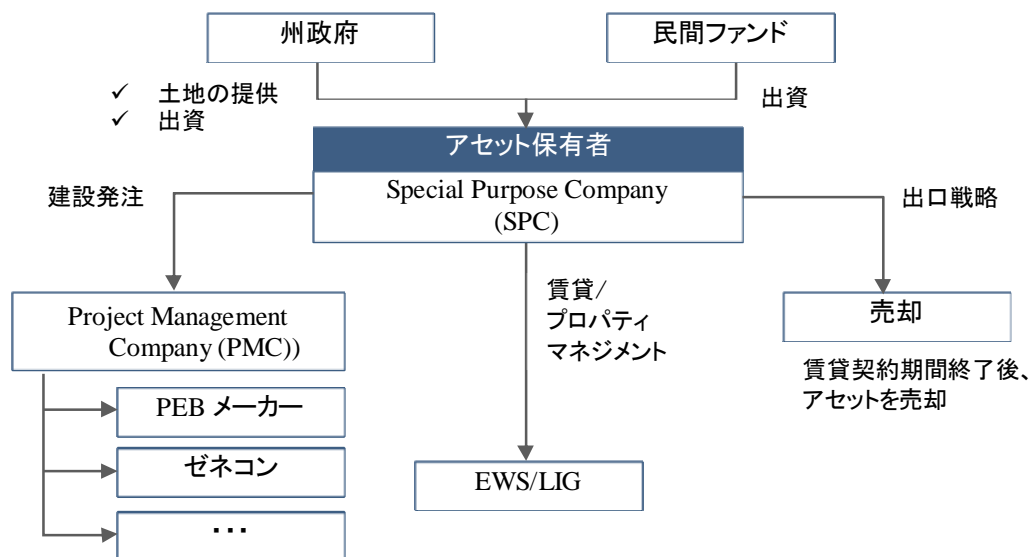 州政府
民間ファンド
✓ 土地の提供
✓ 出資
出資
アセット保有者
Special Purpose Company
(SPC)
建設発注
出口戦略
Project Management
Company (PMC))
賃貸/
プロパティ
マネジメント
売却
賃貸契約期間終了後、
アセットを売却
PEB メーカー
ゼネコン
EWS/LIG
・・・